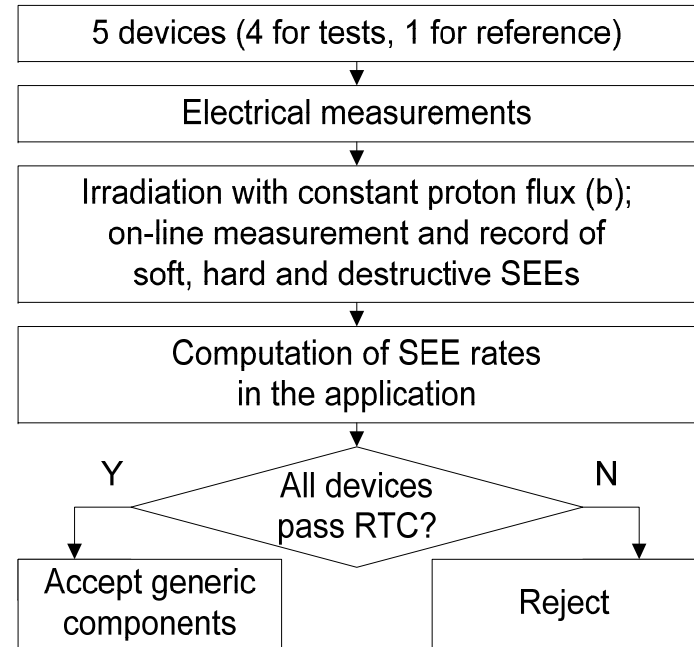 5 devices (4 for tests, 1 for reference)
Electrical measurements
Irradiation with constant proton flux (b);
on-line measurement and record of
soft, hard and destructive SEEs
Computation of SEE rates
in the application
Y
N
All devices
pass RTC?
Accept generic
components
Reject